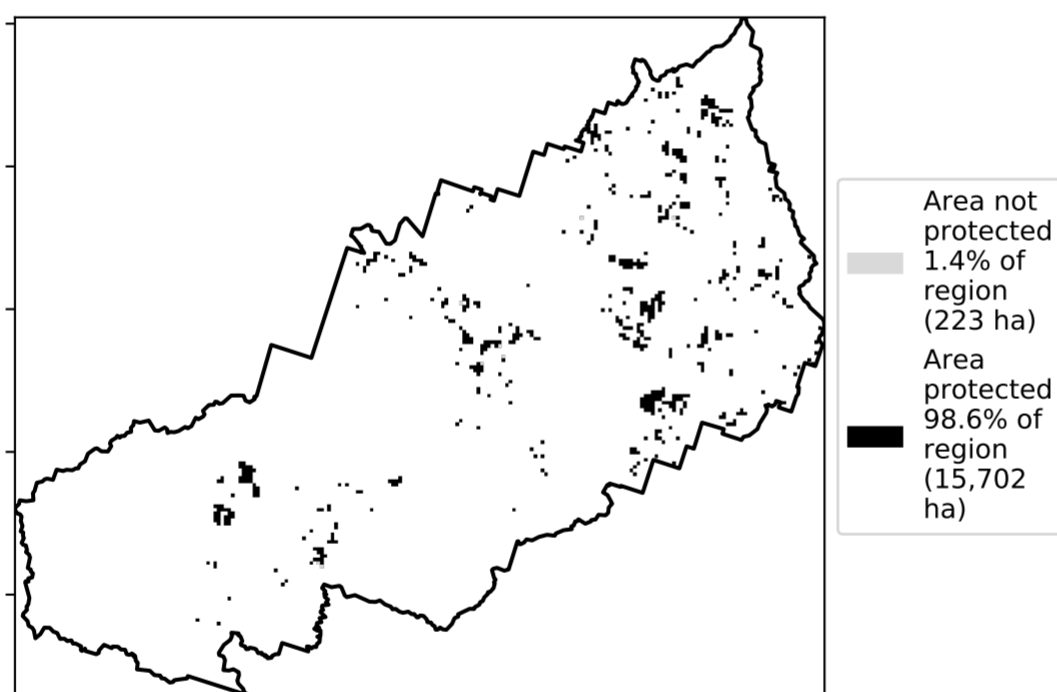 Area not
protected
1.4% of
region
(223 ha)
Area
protected
98.6% of
region
(15,702
ha)